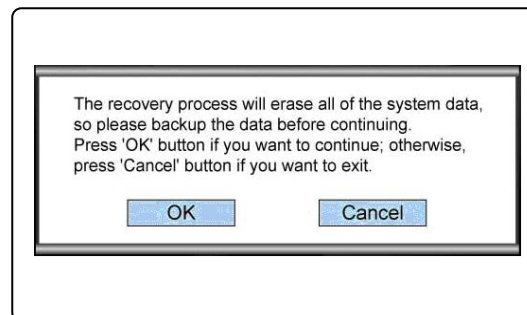 The recovery process will erase all of the system data,
so please backup the data before continuing.
Press 'OK' button if you want to continue; otherwise,
press 'Cancel' button if you want to exit.
OK
Cancel